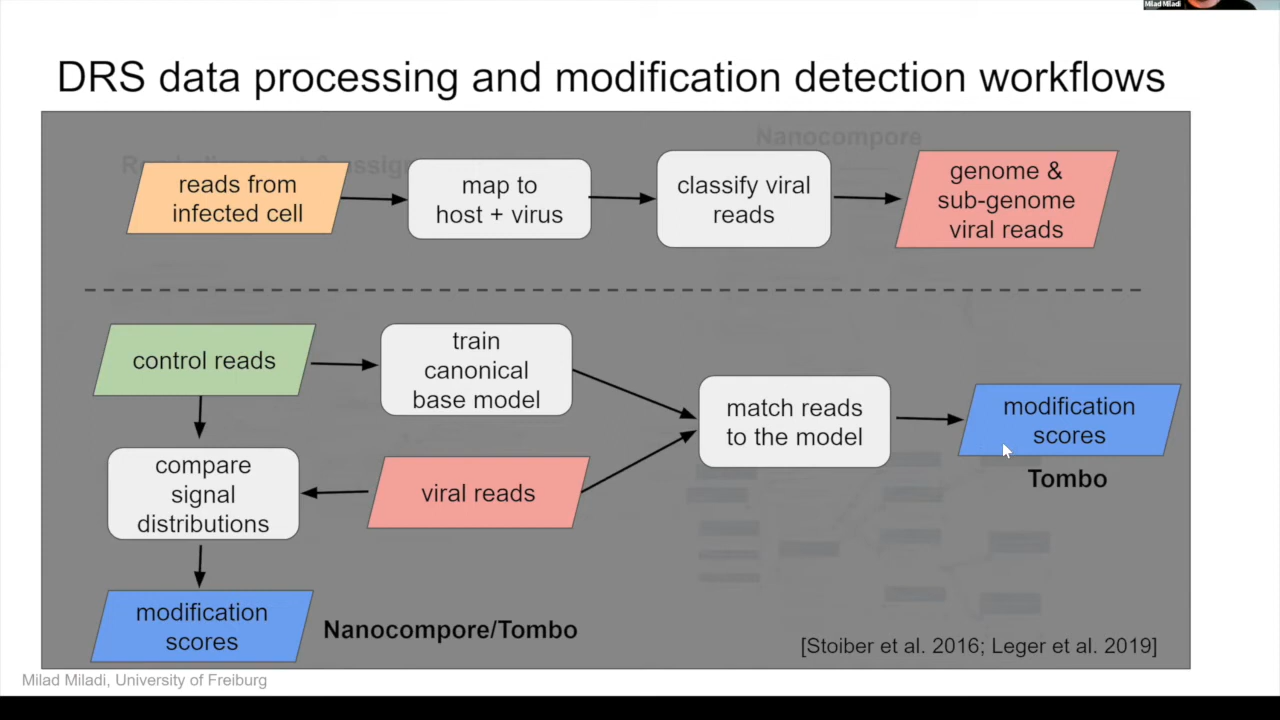 Milad Miladi
DRS data processing and modification detection workflows
Nanocompore
reads from
infected cell
map to
host + virus
classify viral
reads
genome &
sub-genome
viral reads
control reads
train
canonical
base model
match reads
to the model
modification
scores
Tombo
compare
signal
distributions
viral reads
modification
scores
Nanocompore/Tombo
[Stoiber et al. 2016; Leger et al. 2019]
Milad Miladi, University of Freiburg